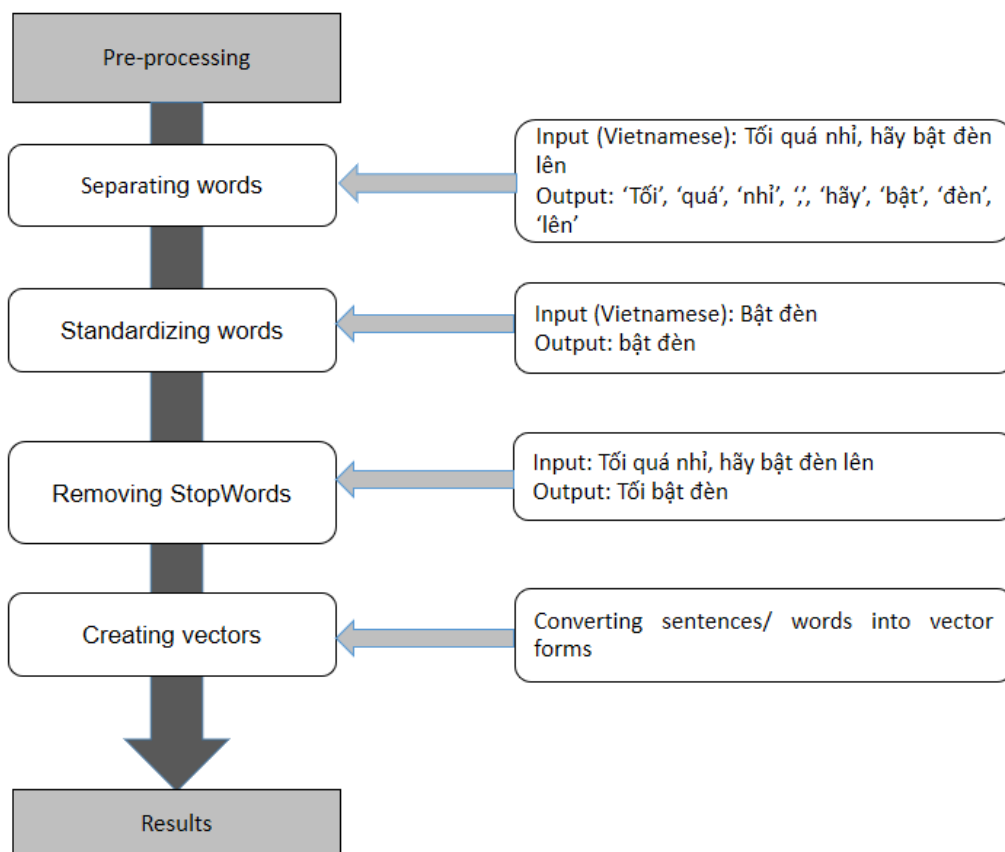 Pre-processing
Separating words
Input (Vietnamese): Tối quá nhỉ, hãy bật đèn
lên
Output: ‘Tối’, ‘quá’, ‘nhỉ’, ‘,’, ‘hãy’, ‘bật’, ‘đèn’,
‘lên’
Standardizing words
Input (Vietnamese): Bật đèn
Output: bật đèn
Removing StopWords
Input: Tối quá nhỉ, hãy bật đèn lên
Output: Tối bật đèn
Creating vectors
Converting sentences/ words into vector
forms
Results